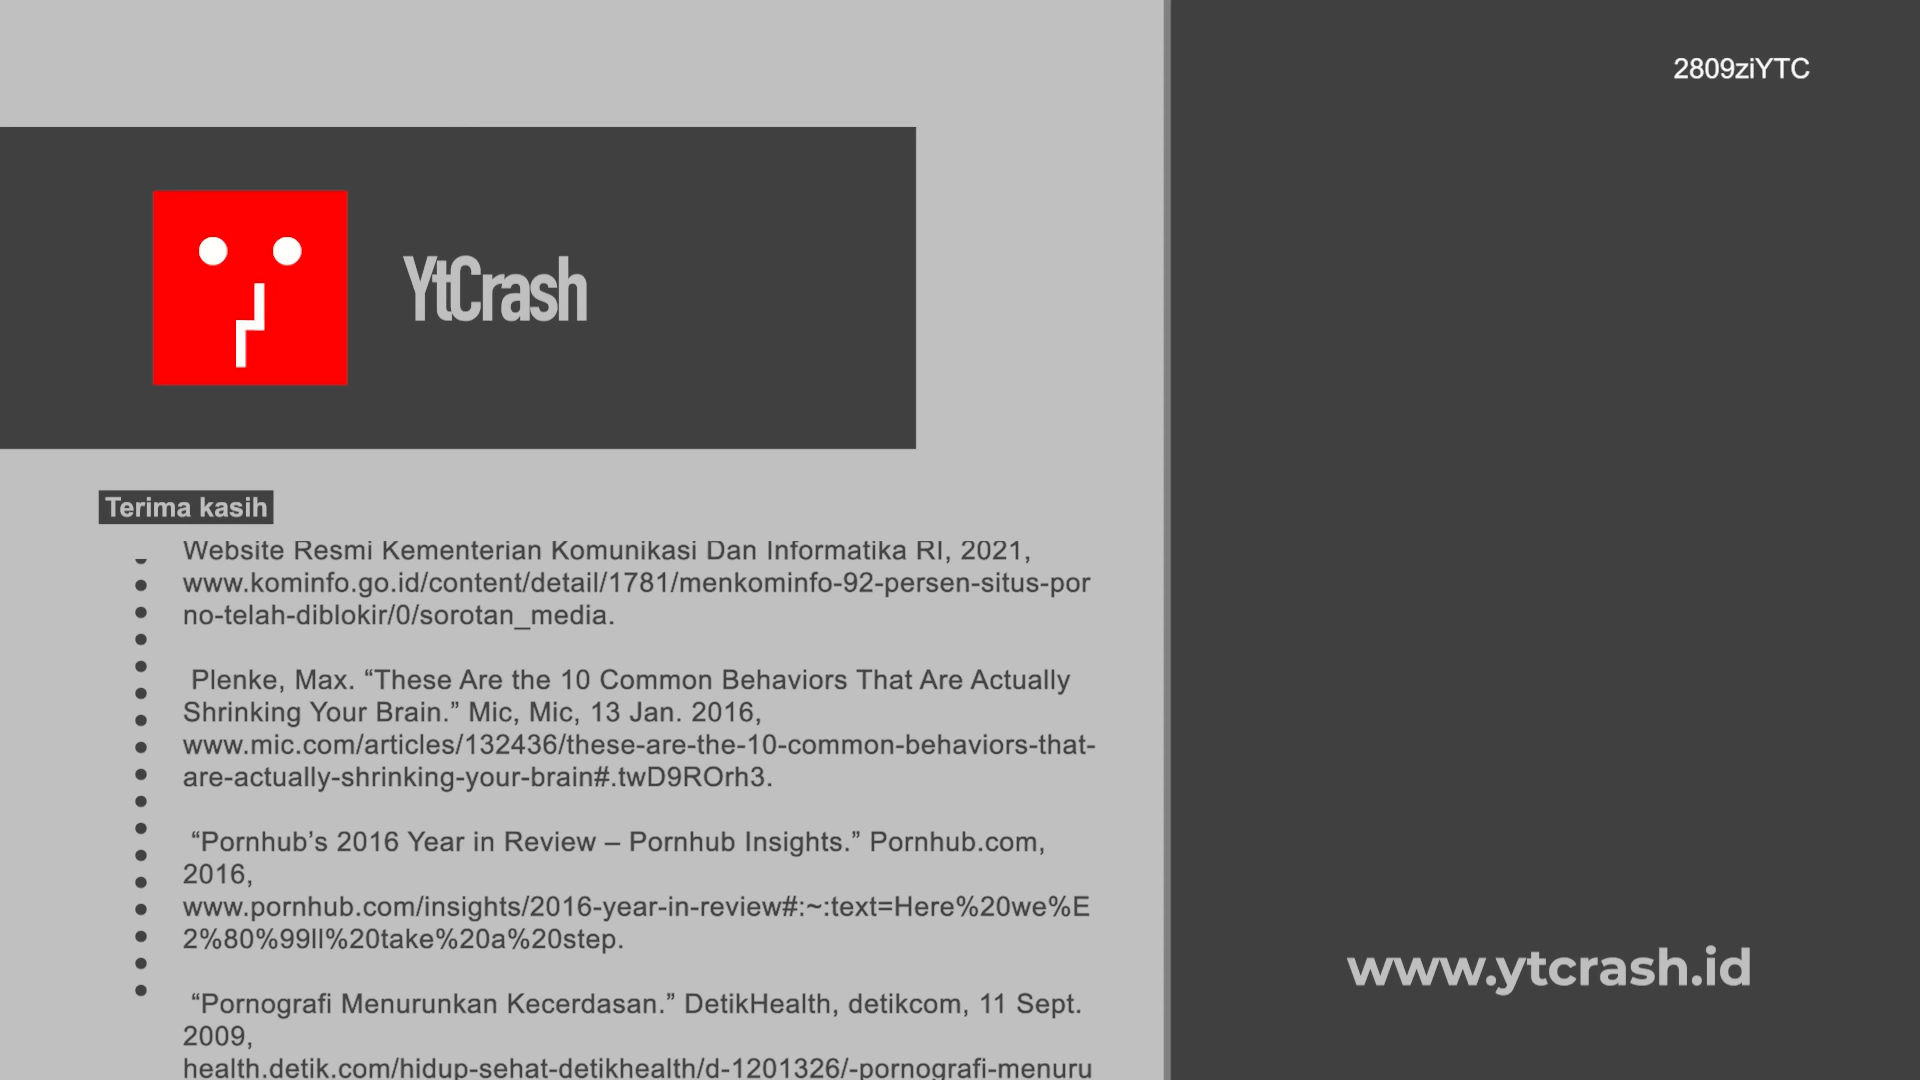 2809ziYTC
YtCrash
Terima kasih
Website Resmi Kementerian Komunikasi Dan Informatika RI, 2021,
www.kominfo.go.id/content/detail/1781/menkominfo-92-persen-situs-por
no-telah-diblokir/0/sorotan_media.
Plenke, Max. “These Are the 10 Common Behaviors That Are Actually
Shrinking Your Brain.” Mic, Mic, 13 Jan. 2016,
www.mic.com/articles/132436/these-are-the-10-common-behaviors-that-
are-actually-shrinking-your-brain#.twD9ROrh3.
“Pornhub’s 2016 Year in Review – Pornhub Insights.” Pornhub.com,
2016,
www.pornhub.com/insights/2016-year-in-review#:~:text=Here%20we%E
2%80%99ll%20take%20a%20step.
“Pornografi Menurunkan Kecerdasan.” DetikHealth, detikcom, 11 Sept.
2009,
health.detik.com/hidup-sehat-detikhealth/d-1201326/-pornografi-menuru
www.ytcrash.id